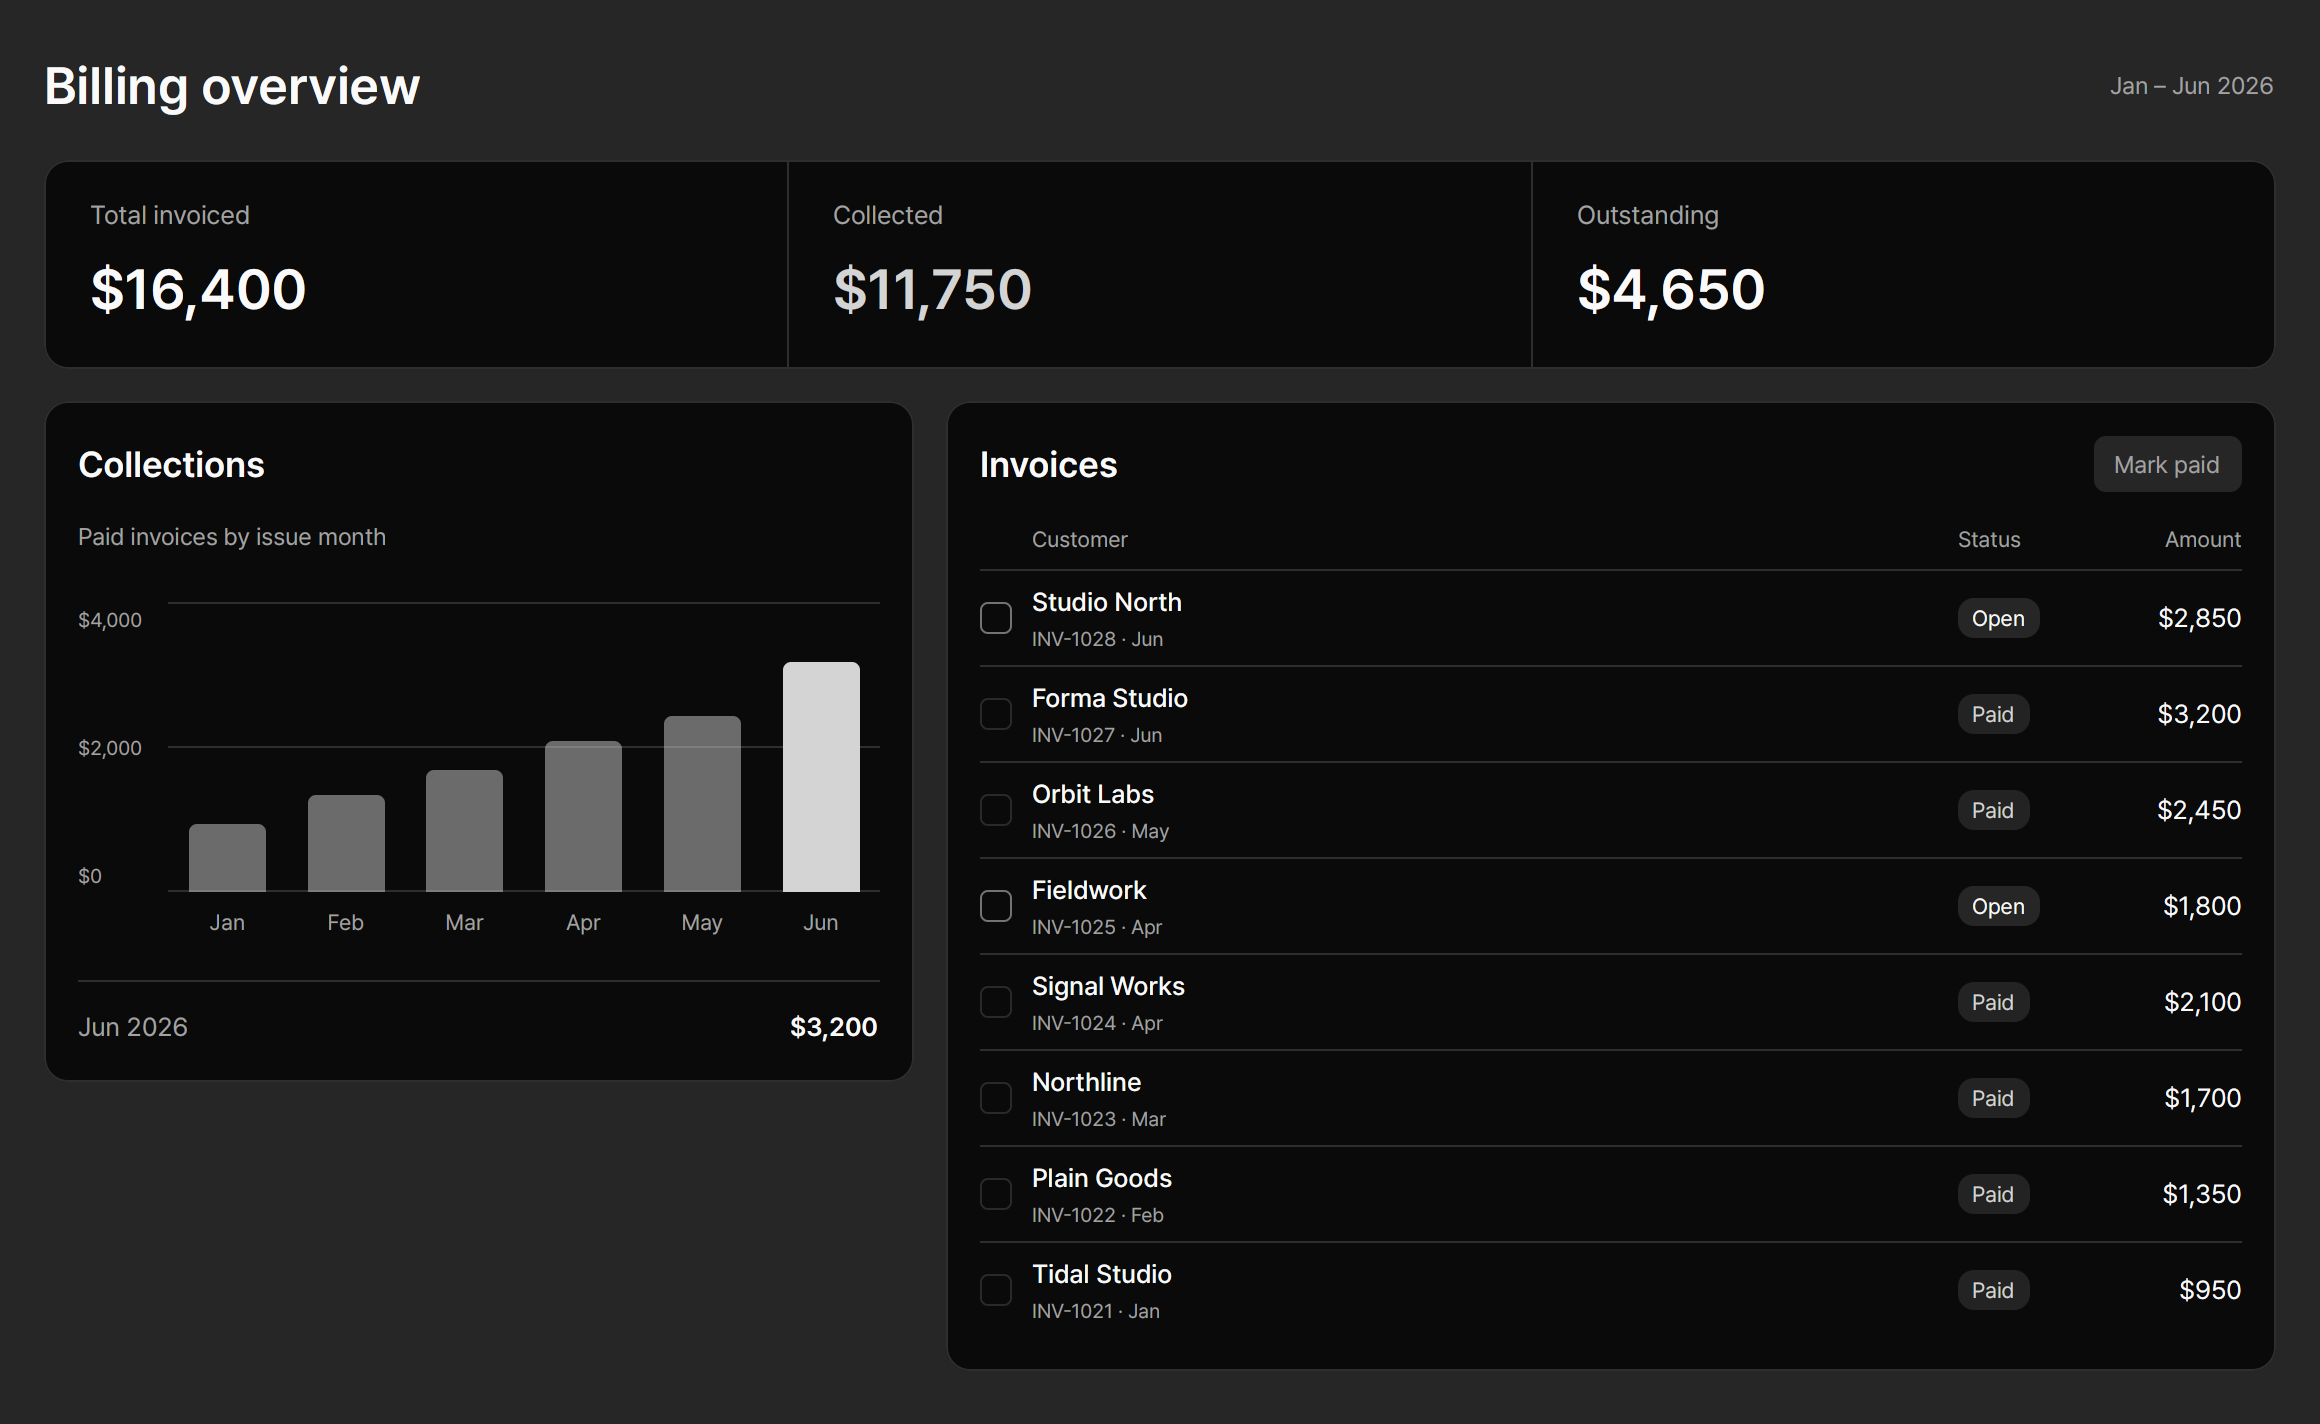 Billing overview
Jan – Jun 2026
Total invoiced
$16,400
Collected
$11,750
Outstanding
$4,650
Collections
Paid invoices by issue month
$4,000
$2,000
$0
Jan Feb Mar Apr May Jun
Jun 2026 $3,200
Invoices
Mark paid
Customer Status Amount
Studio North
INV-1028 · Jun
Open $2,850
Forma Studio
INV-1027 · Jun
Paid $3,200
Orbit Labs
INV-1026 · May
Paid $2,450
Fieldwork
INV-1025 · Apr
Open $1,800
Signal Works
INV-1024 · Apr
Paid $2,100
Northline
INV-1023 · Mar
Paid $1,700
Plain Goods
INV-1022 · Feb
Paid $1,350
Tidal Studio
INV-1021 · Jan
Paid $950